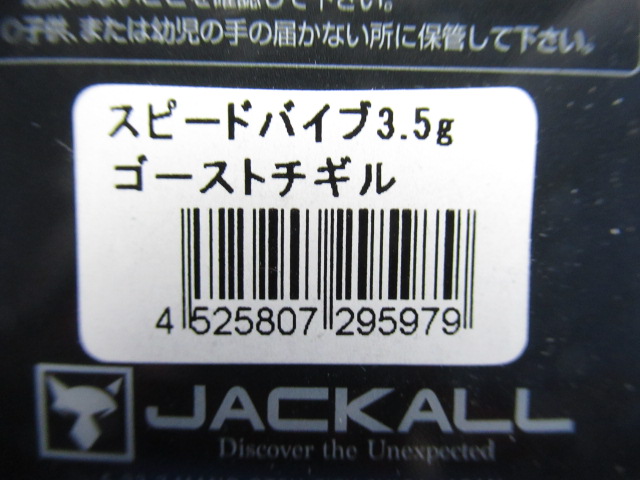 ○子供、または幼児の手の届かない所に保管して下さい。
スピードバイブ3.5g
ゴーストチギル
4 525807 295979
JACKALL
Discover the Unexpected